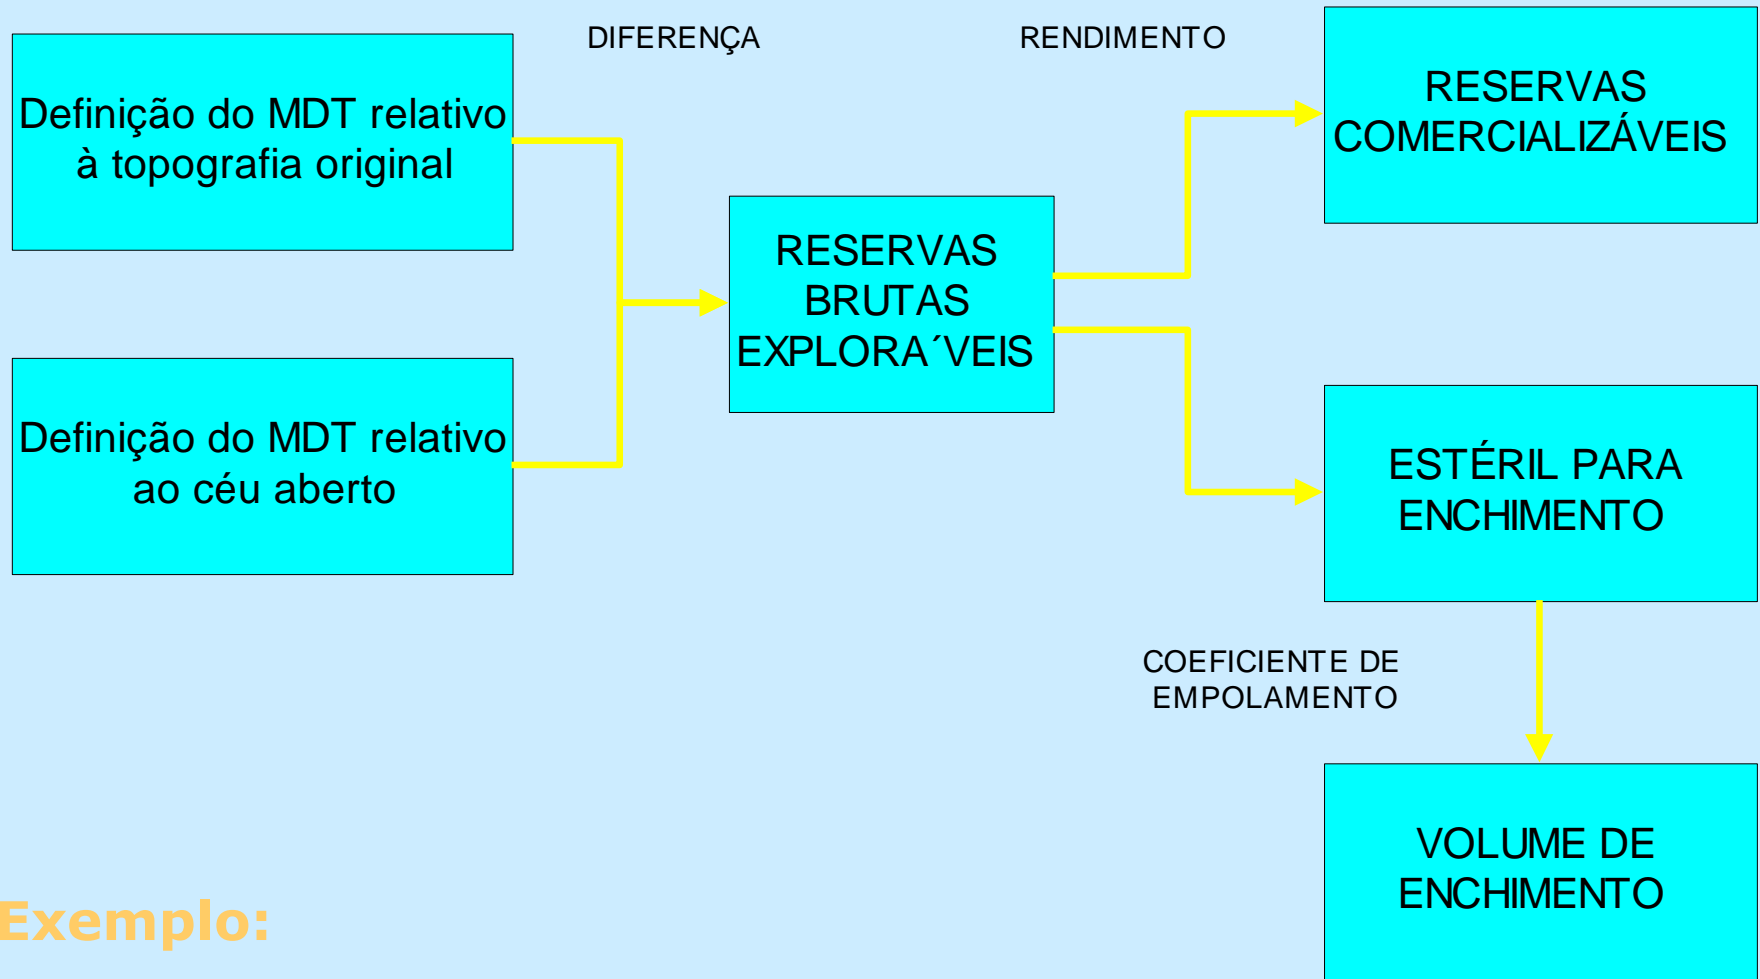 DIFERENÇA
RENDIMENTO
Definição do MDT relativo
à topografia original
RESERVAS
COMERCIALIZÁVEIS
RESERVAS
BRUTAS
EXPLORA´VEIS
Definição do MDT relativo
ao céu aberto
ESTÉRIL PARA
ENCHIMENTO
COEFICIENTE DE
EMPOLAMENTO
VOLUME DE
ENCHIMENTO
Exemplo: